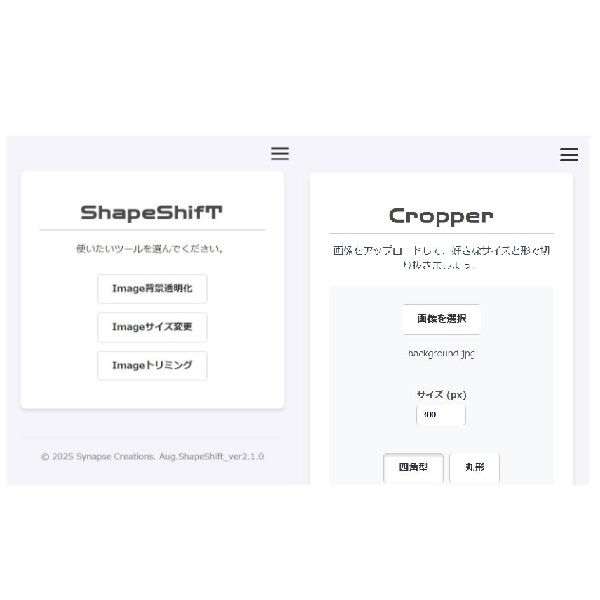 ShapeShifT
使いたいツールを選んでください。
Image背景透明化
Imageサイズ変更
Imageトリミング
© 2025 Synapse Creations. Aug.ShapeShift_ver2.1.0
Cropper
画像をアップロードして、好きなサイズと形で切
り抜きましょう。
画像を選択
background.jpg
サイズ (px)
300
四角型
丸形